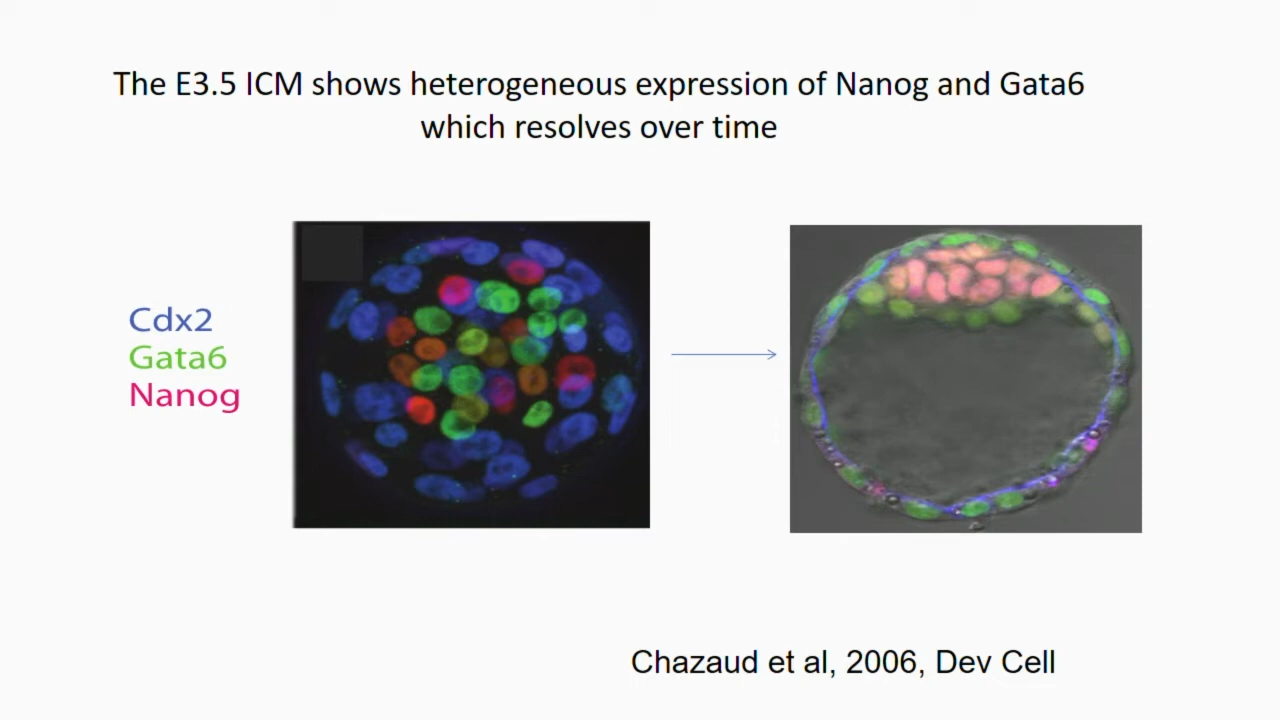 The E3.5 ICM shows heterogeneous expression of Nanog and Gata6
which resolves over time
Cdx2
Gata6
Nanog
Chazaud et al, 2006, Dev Cell